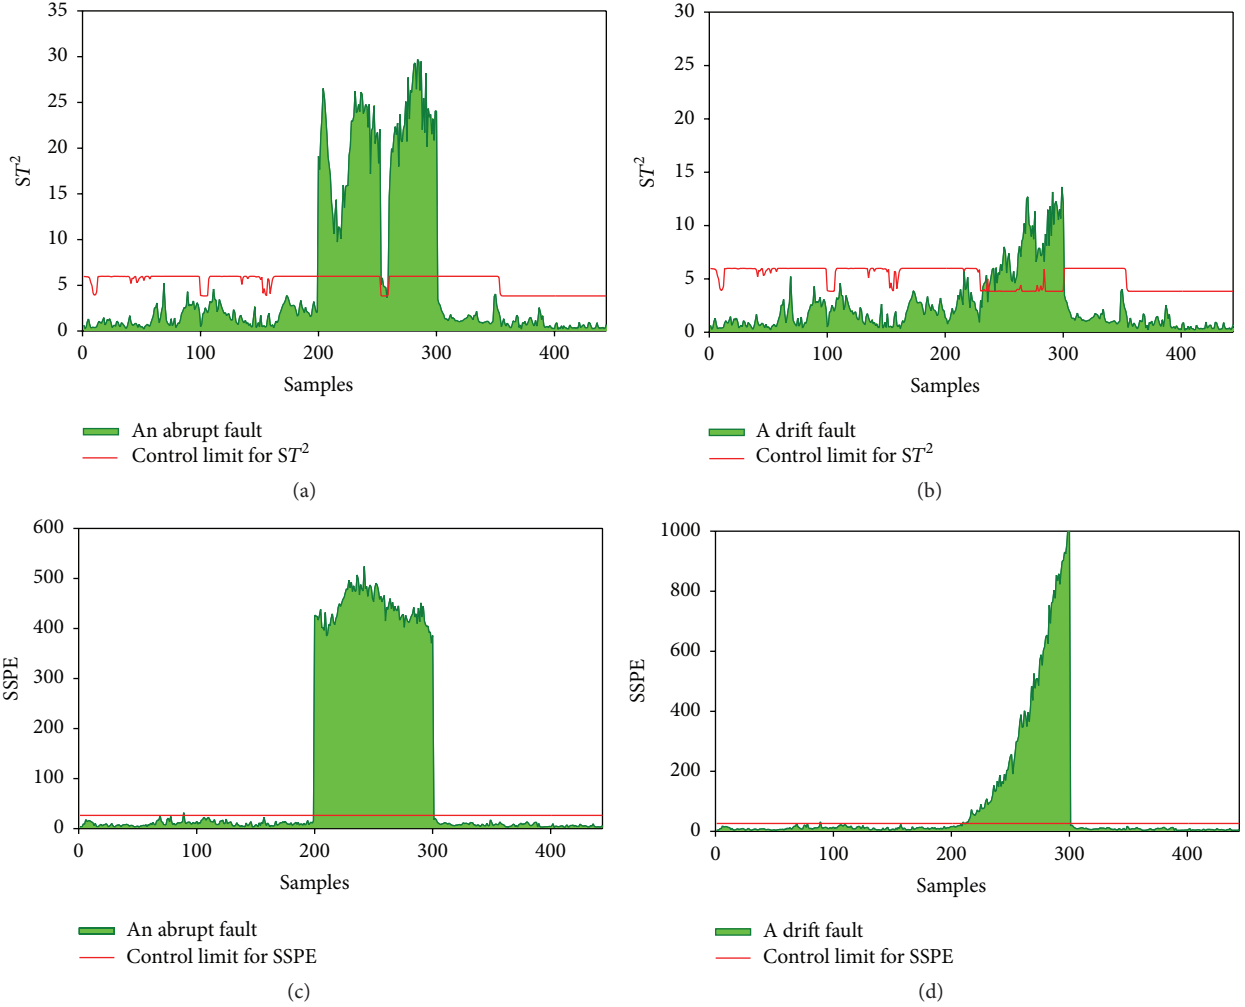 35
30
25
20
15
10
5
0
ST²
0 100 200 300 400
Samples
An abrupt fault
Control limit for ST²
(a)
30
25
20
15
10
5
0
ST²
0 100 200 300 400
Samples
A drift fault
Control limit for ST²
(b)
600
500
400
300
200
100
0
SSPE
0 100 200 300 400
Samples
An abrupt fault
Control limit for SSPE
(c)
1000
800
600
400
200
0
SSPE
0 100 200 300 400
Samples
A drift fault
Control limit for SSPE
(d)